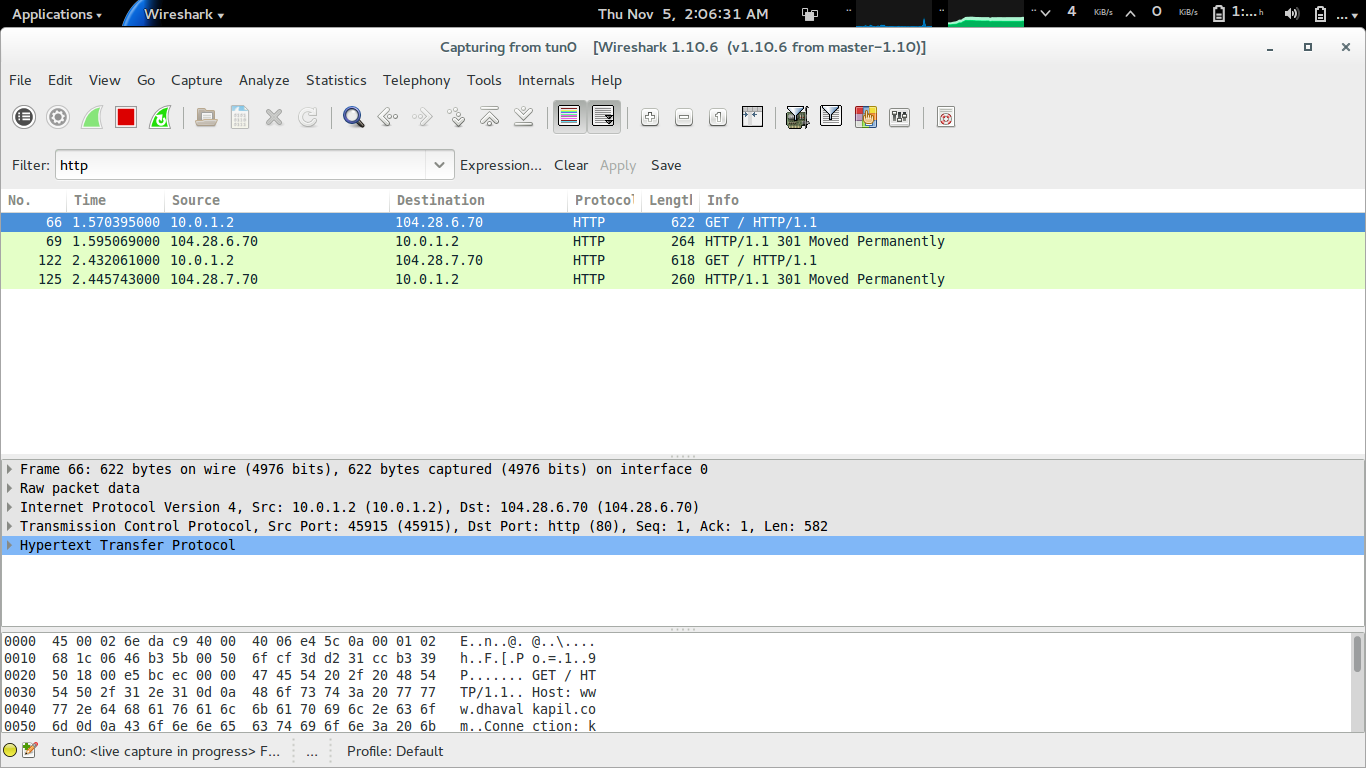 Applications Wireshark Thu Nov 5, 2:06:31 AM 4 KiB/s 0 KiB/s 1:...h ...
Capturing from tun0 [Wireshark 1.10.6 (v1.10.6 from master-1.10)]
File Edit View Go Capture Analyze Statistics Telephony Tools Internals Help
Filter: http Expression... Clear Apply Save
No. Time Source Destination Protocol Length Info
66 1.570395000 10.0.1.2 104.28.6.70 HTTP 622 GET / HTTP/1.1
69 1.595069000 104.28.6.70 10.0.1.2 HTTP 264 HTTP/1.1 301 Moved Permanently
122 2.432061000 10.0.1.2 104.28.7.70 HTTP 618 GET / HTTP/1.1
125 2.445743000 104.28.7.70 10.0.1.2 HTTP 260 HTTP/1.1 301 Moved Permanently
Frame 66: 622 bytes on wire (4976 bits), 622 bytes captured (4976 bits) on interface 0
Raw packet data
Internet Protocol Version 4, Src: 10.0.1.2 (10.0.1.2), Dst: 104.28.6.70 (104.28.6.70)
Transmission Control Protocol, Src Port: 45915 (45915), Dst Port: http (80), Seq: 1, Ack: 1, Len: 582
Hypertext Transfer Protocol
0000 45 00 02 6e da c9 40 00 40 06 e4 5c 0a 00 01 02 E..n..@. @..\....
0010 68 1c 06 46 b3 5b 00 50 6f cf 3d d2 31 cc b3 39 h..F.[.P o.=.1..9
0020 50 18 00 e5 bc ec 00 00 47 45 54 20 2f 20 48 54 P....... GET / HT
0030 54 50 2f 31 2e 31 0d 0a 48 6f 73 74 3a 20 77 77 TP/1.1.. Host: ww
0040 77 2e 64 68 61 76 61 6c 6b 61 70 69 6c 2e 63 6f w.dhaval kapil.co
0050 6d 0d 0a 43 6f 6e 6e 65 63 74 69 6f 6e 3a 20 6b m..Conne ction: k
tun0: <live capture in progress> F... ... Profile: Default